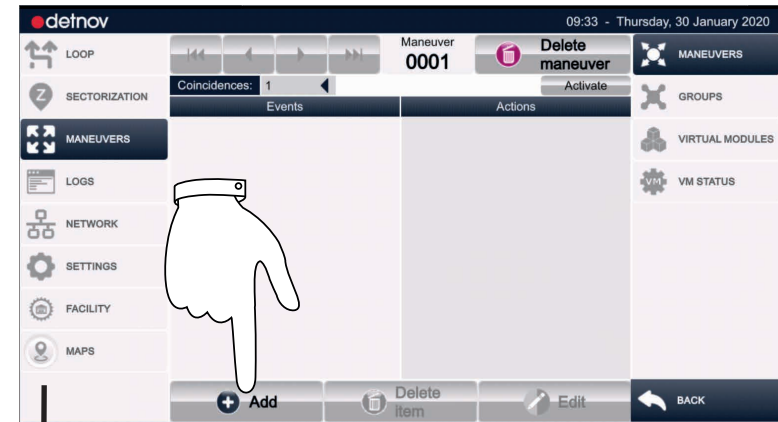 detnov
09:33 - Thursday, 30 January 2020
LOOP
SECTORIZATION
MANEUVERS
LOGS
NETWORK
SETTINGS
FACILITY
MAPS
Maneuver
0001
Delete
maneuver
Coincidences: 1
Activate
Events
Actions
Add
Delete
item
Edit
MANEUVERS
GROUPS
VIRTUAL MODULES
VM
VM STATUS
BACK
Z